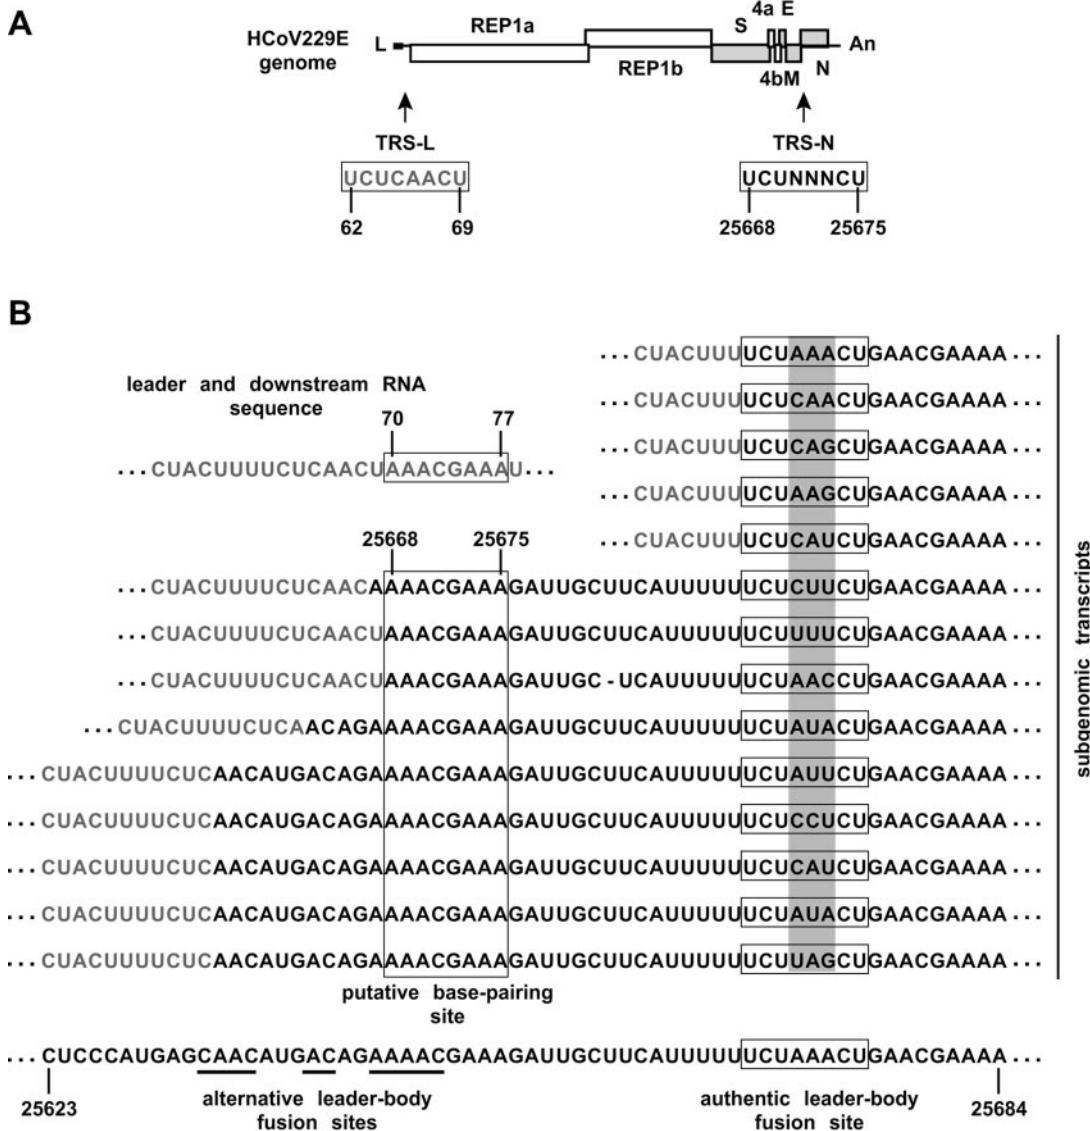 A
HCoV229E
genome
L
REP1a
REP1b
S
4a E
4bM
N
An
TRS-L
TRS-N
UCUCAACU
UCUNNNCU
62
69
25668
25675
B
...CUACUUUUCUAAACUGAACGAAAA...
...CUACUUUUCUCAACUGAACGAAAA...
...CUACUUUUCUCAGCUGAACGAAAA...
...CUACUUUUCUAAGCUGAACGAAAA...
...CUACUUUUCUCAUCUGAACGAAAA...
leader and downstream RNA
sequence
70
77
...CUACUUUUCUCAACUAAACGAAAU...
25668
25675
...CUACUUUUCUCAACAAAACGAAAGAUUGCUUCAUUUUUUCUCUUCUGAACGAAAA...
...CUACUUUUCUCAACUAAACGAAAGAUUGCUUCAUUUUUUCUUUUCUGAACGAAAA...
...CUACUUUUCUCAACUAAACGAAAGAUUGC-UCAUUUUUUCUAACCUGAACGAAAA...
...CUACUUUUCUCAACAGAAAACGAAAGAUUGCUUCAUUUUUUCUAUACUGAACGAAAA...
...CUACUUUUCUCAACAUGACAGAAAACGAAAGAUUGCUUCAUUUUUUCUAUUCUGAACGAAAA...
...CUACUUUUCUCAACAUGACAGAAAACGAAAGAUUGCUUCAUUUUUUCUCCUCUGAACGAAAA...
...CUACUUUUCUCAACAUGACAGAAAACGAAAGAUUGCUUCAUUUUUUCUCAUCUGAACGAAAA...
...CUACUUUUCUCAACAUGACAGAAAACGAAAGAUUGCUUCAUUUUUUCUAUACUGAACGAAAA...
...CUACUUUUCUCAACAUGACAGAAAACGAAAGAUUGCUUCAUUUUUUCUUAGCUGAACGAAAA...
subgenomic transcripts
putative base-pairing
site
...CUCCCAUGAGCAACAUGACAGAAAACGAAAGAUUGCUUCAUUUUUUCUAAACUGAACGAAAA...
25623
alternative leader-body
fusion sites
authentic leader-body
fusion site
25684